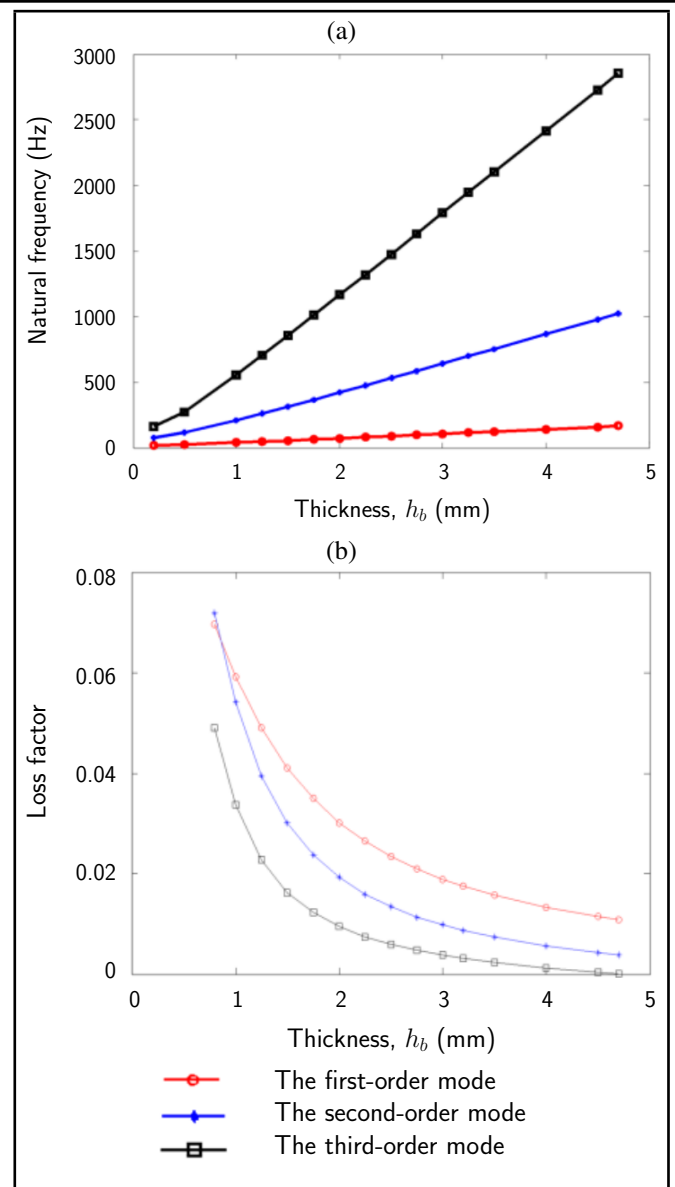 (a)
Natural frequency (Hz)
3000
2500
2000
1500
1000
500
0
0 1 2 3 4 5
Thickness, h_b (mm)
(b)
Loss factor
0.08
0.06
0.04
0.02
0
0 1 2 3 4 5
Thickness, h_b (mm)
The first-order mode
The second-order mode
The third-order mode